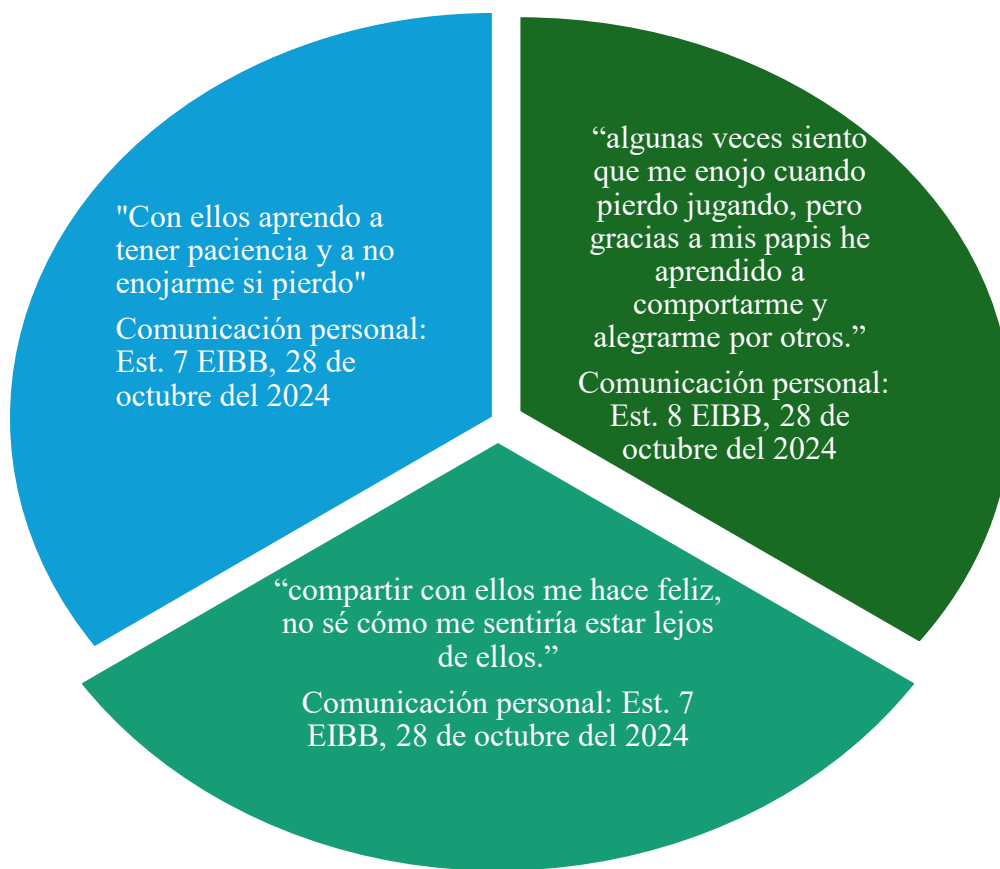 "Con ellos aprendo a
tener paciencia y a no
enojarme si pierdo"
Comunicación personal:
Est. 7 EIBB, 28 de
octubre del 2024
“algunas veces siento
que me enojo cuando
pierdo jugando, pero
gracias a mis papis he
aprendido a
comportarme y
alegrarme por otros.”
Comunicación personal:
Est. 8 EIBB, 28 de
octubre del 2024
“compartir con ellos me hace feliz,
no sé cómo me sentiría estar lejos
de ellos.”
Comunicación personal: Est. 7
EIBB, 28 de octubre del 2024